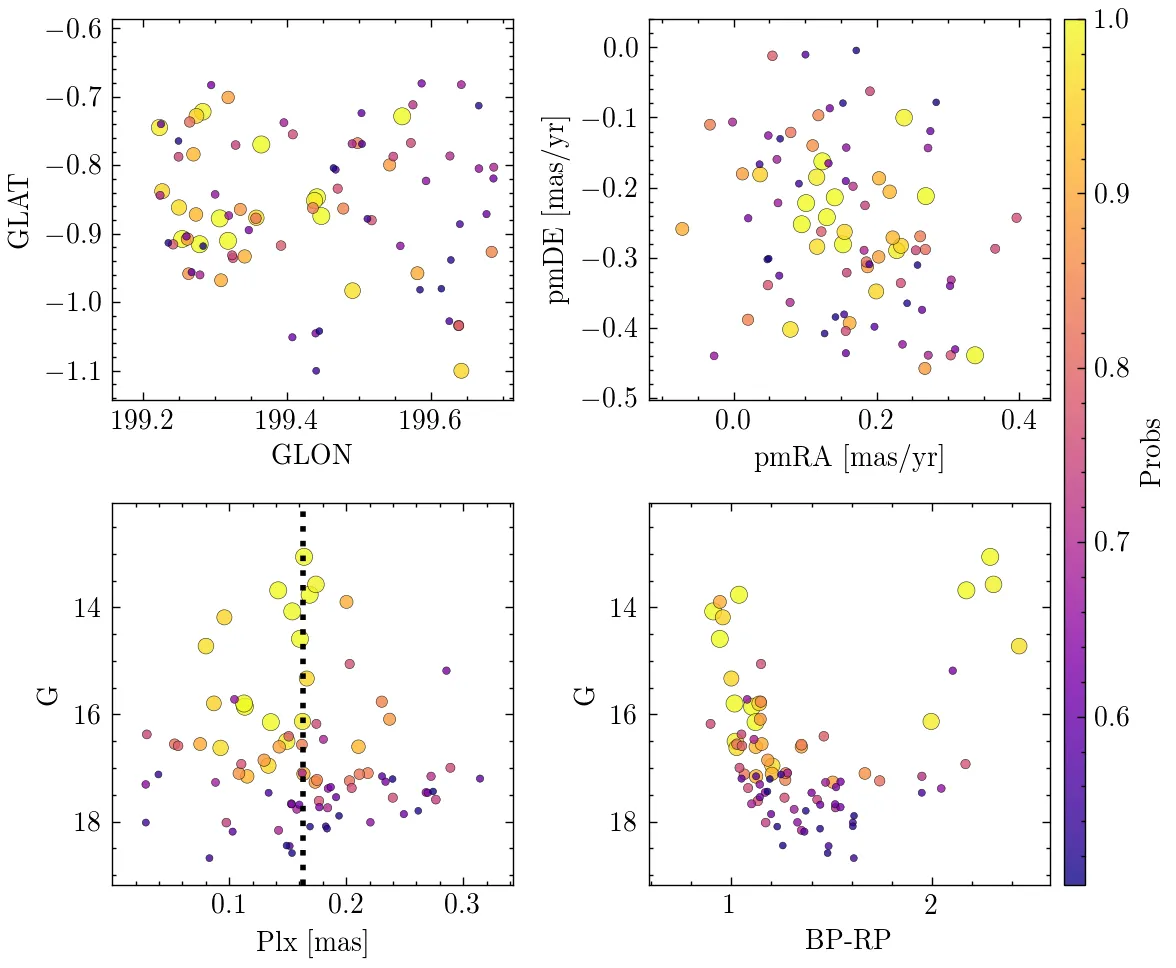 −0.6
−0.7
−0.8
−0.9
−1.0
−1.1
GLAT
199.2 199.4 199.6
GLON
0.0
−0.1
−0.2
−0.3
−0.4
−0.5
pmDE [mas/yr]
0.0 0.2 0.4
pmRA [mas/yr]
1.0
0.9
0.8
0.7
0.6
Probs
14
16
18
G
0.1 0.2 0.3
Plx [mas]
14
16
18
G
1 2
BP-RP